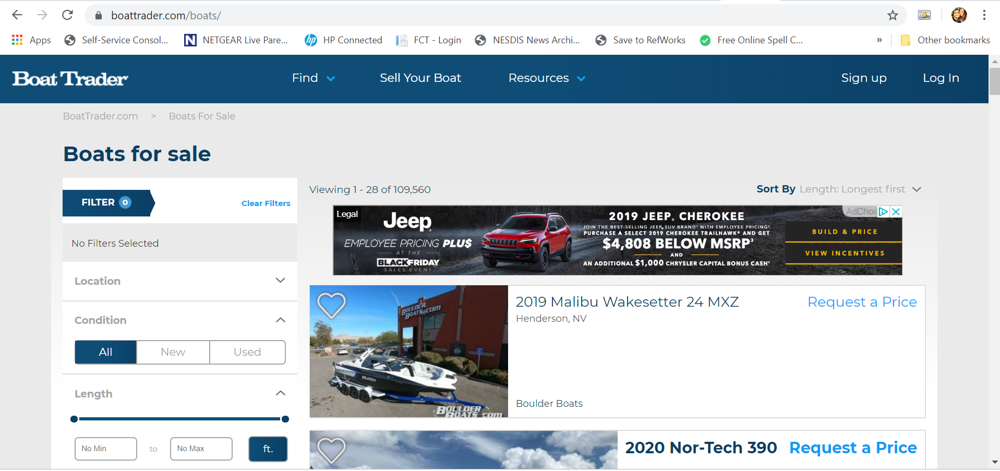 boattrader.com/boats/
Apps Self-Service Consol... NETGEAR Live Pare... HP Connected FCT - Login NESDIS News Archi... Save to RefWorks Free Online Spell C... » Other bookmarks
Boat Trader Find Sell Your Boat Resources Sign up Log In
BoatTrader.com > Boats For Sale
Boats for sale
FILTER 0 Clear Filters
No Filters Selected
Location
Condition
All New Used
Length
No Min to No Max ft.
Viewing 1 - 28 of 109,560
Sort By Length: Longest first
Legal
Jeep
EMPLOYEE PRICING PLU$
AT THE
BLACK FRIDAY
SALES EVENT
2019 JEEP® CHEROKEE
JOIN THE BEST-SELLING JEEP® SUV BRAND¹ WITH EMPLOYEE PRICING²
PURCHASE A SELECT 2019 CHEROKEE TRAILHAWK® AND GET
$4,808 BELOW MSRP³
AND
AN ADDITIONAL $1,000 CHRYSLER CAPITAL BONUS CASH⁴
BUILD & PRICE
VIEW INCENTIVES
AdChoi
BOULDER
BOATS.COM
Malibu
BOULDER
BOATS.COM
2019 Malibu Wakesetter 24 MXZ Request a Price
Henderson, NV
Boulder Boats
2020 Nor-Tech 390 Request a Price